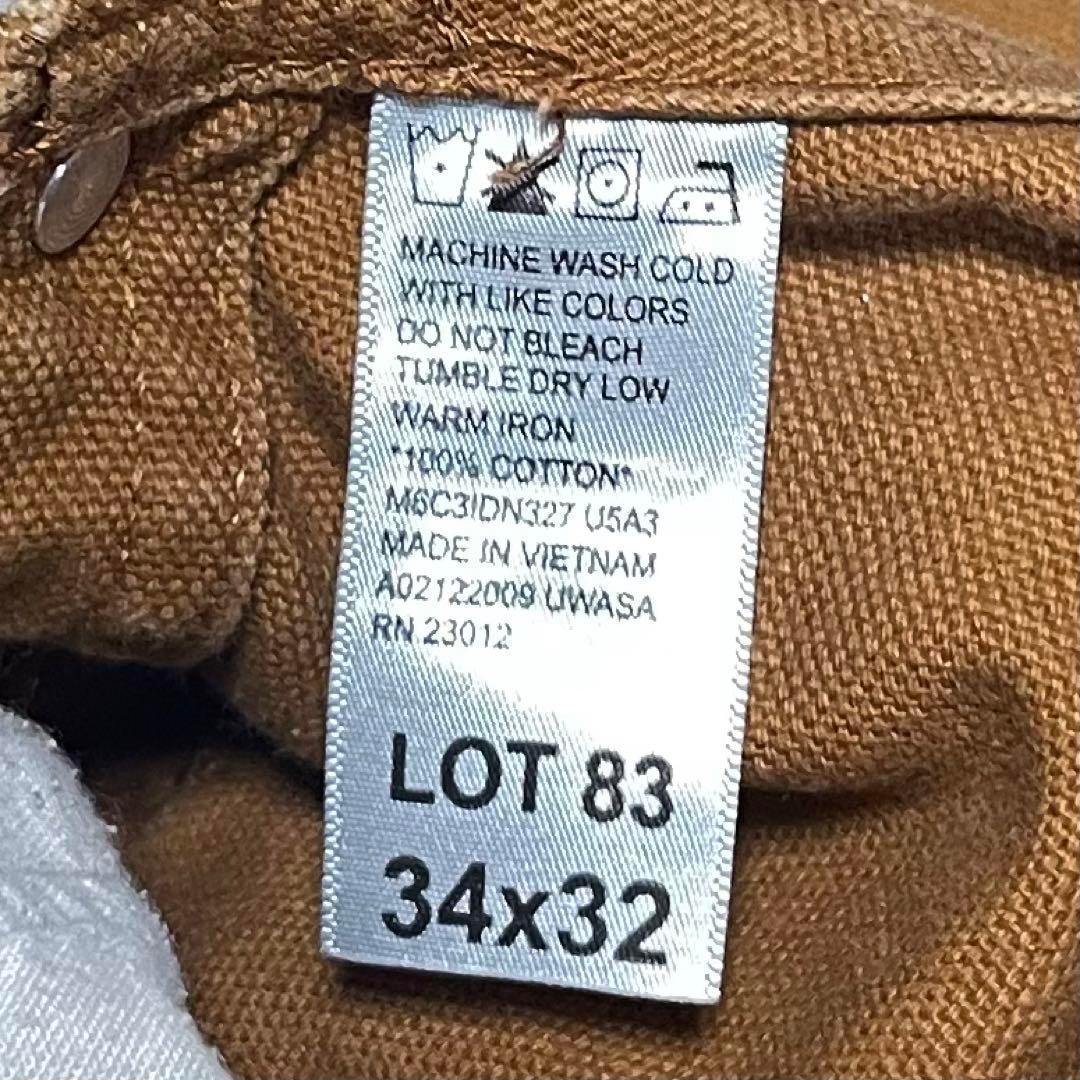 MACHINE WASH COLD
WITH LIKE COLORS
DO NOT BLEACH
TUMBLE DRY LOW
WARM IRON
*100% COTTON*
M6C3IDN327 U5A3
MADE IN VIETNAM
A02122009 UWASA
RN 23012
LOT 83
34x32